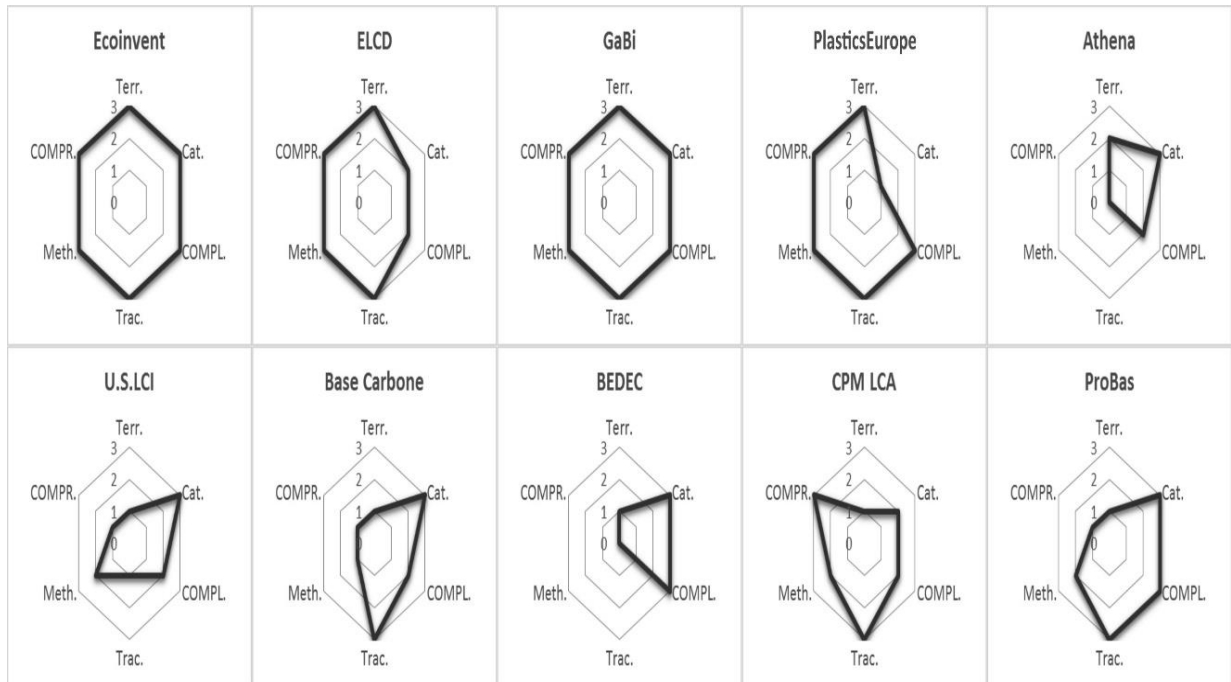 Ecoinvent
Terr.
3
COMPR. 2 Cat.
1
0
Meth. COMPL.
Trac.
ELCD
Terr.
3
COMPR. 2 Cat.
1
0
Meth. COMPL.
Trac.
GaBi
Terr.
3
COMPR. 2 Cat.
1
0
Meth. COMPL.
Trac.
PlasticsEurope
Terr.
3
COMPR. 2 Cat.
1
0
Meth. COMPL.
Trac.
Athena
Terr.
3
COMPR. 2 Cat.
1
0
Meth. COMPL.
Trac.
U.S.LCI
Terr.
3
COMPR. 2 Cat.
1
0
Meth. COMPL.
Trac.
Base Carbone
Terr.
3
COMPR. 2 Cat.
1
0
Meth. COMPL.
Trac.
BEDEC
Terr.
3
COMPR. 2 Cat.
1
0
Meth. COMPL.
Trac.
CPM LCA
Terr.
3
COMPR. 2 Cat.
1
0
Meth. COMPL.
Trac.
ProBas
Terr.
3
COMPR. 2 Cat.
1
0
Meth. COMPL.
Trac.